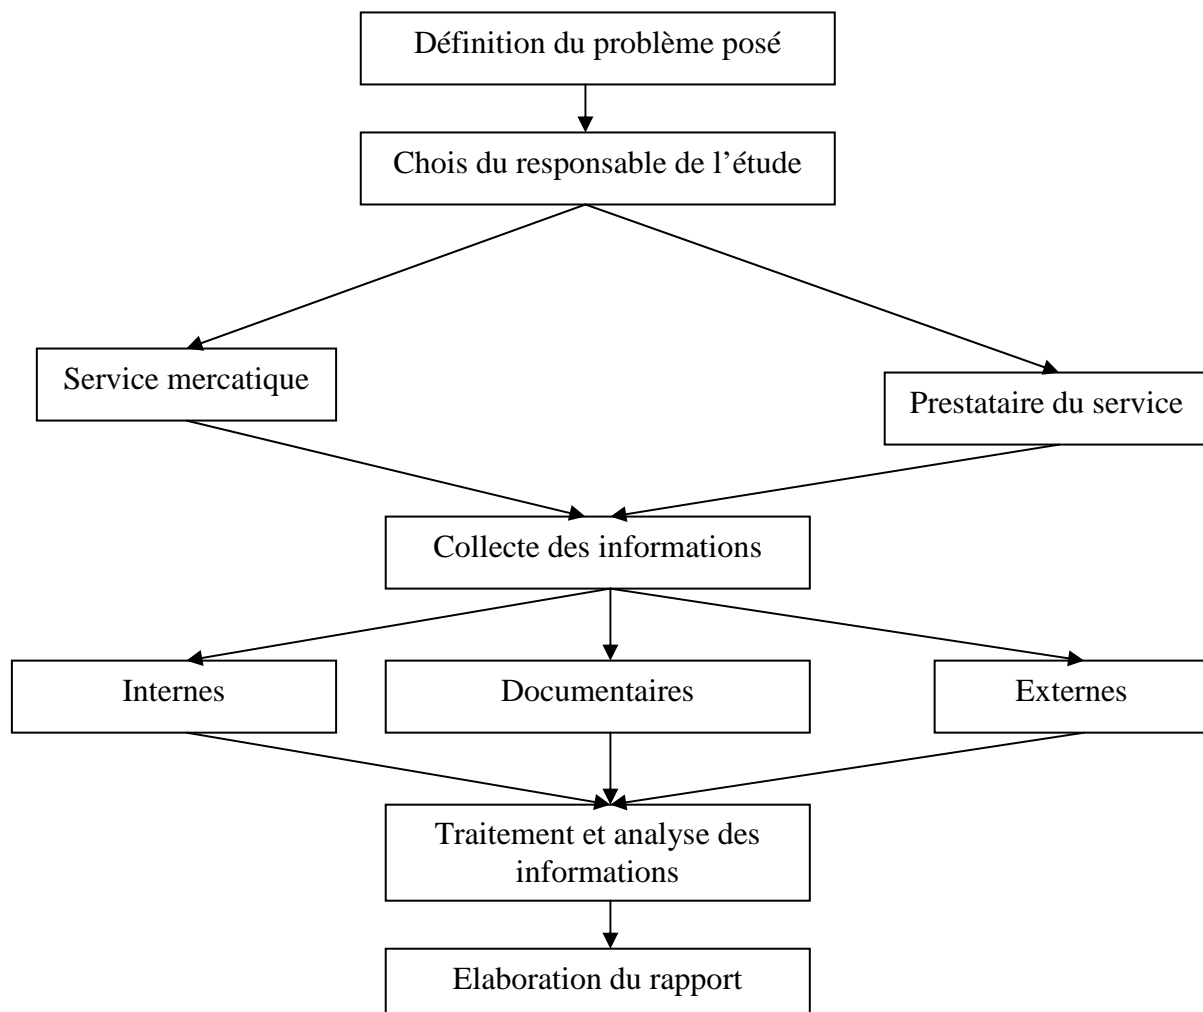 Définition du problème posé
Chois du responsable de l’étude
Service mercatique
Prestataire du service
Collecte des informations
Internes
Documentaires
Externes
Traitement et analyse des
informations
Elaboration du rapport